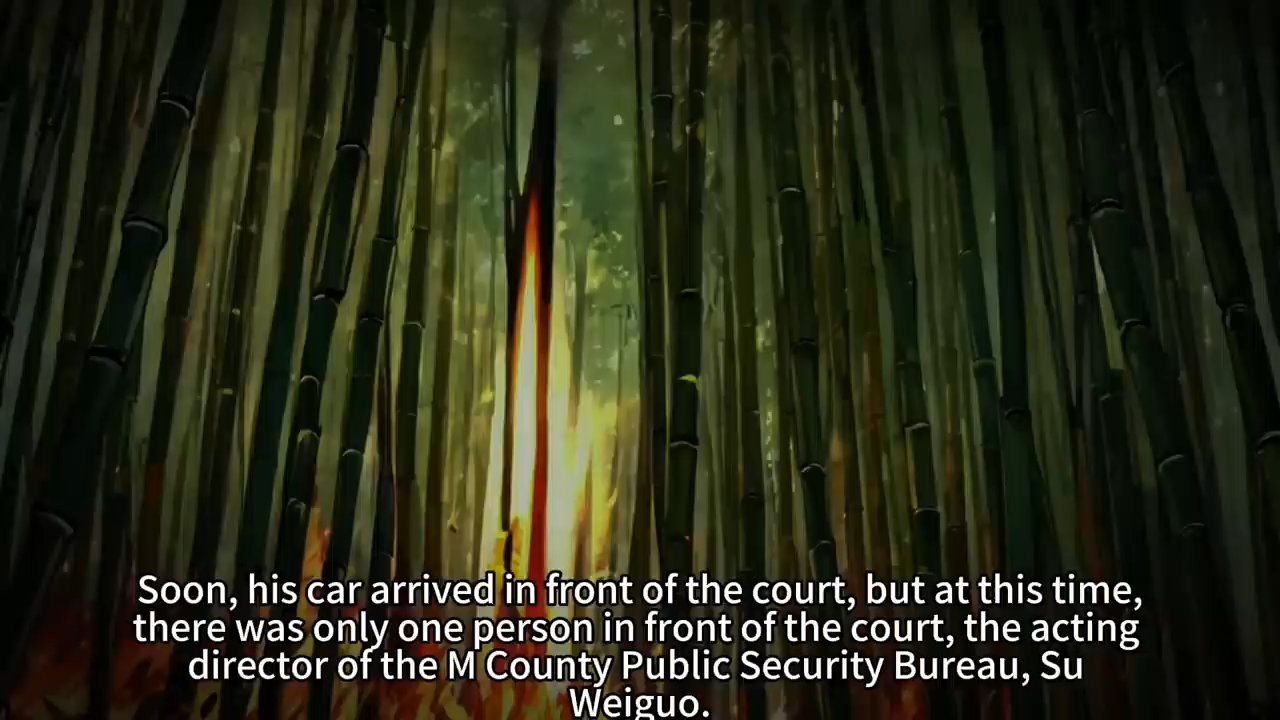 Soon, his car arrived in front of the court, but at this time,
there was only one person in front of the court, the acting
director of the M County Public Security Bureau, Su
Weiguo.